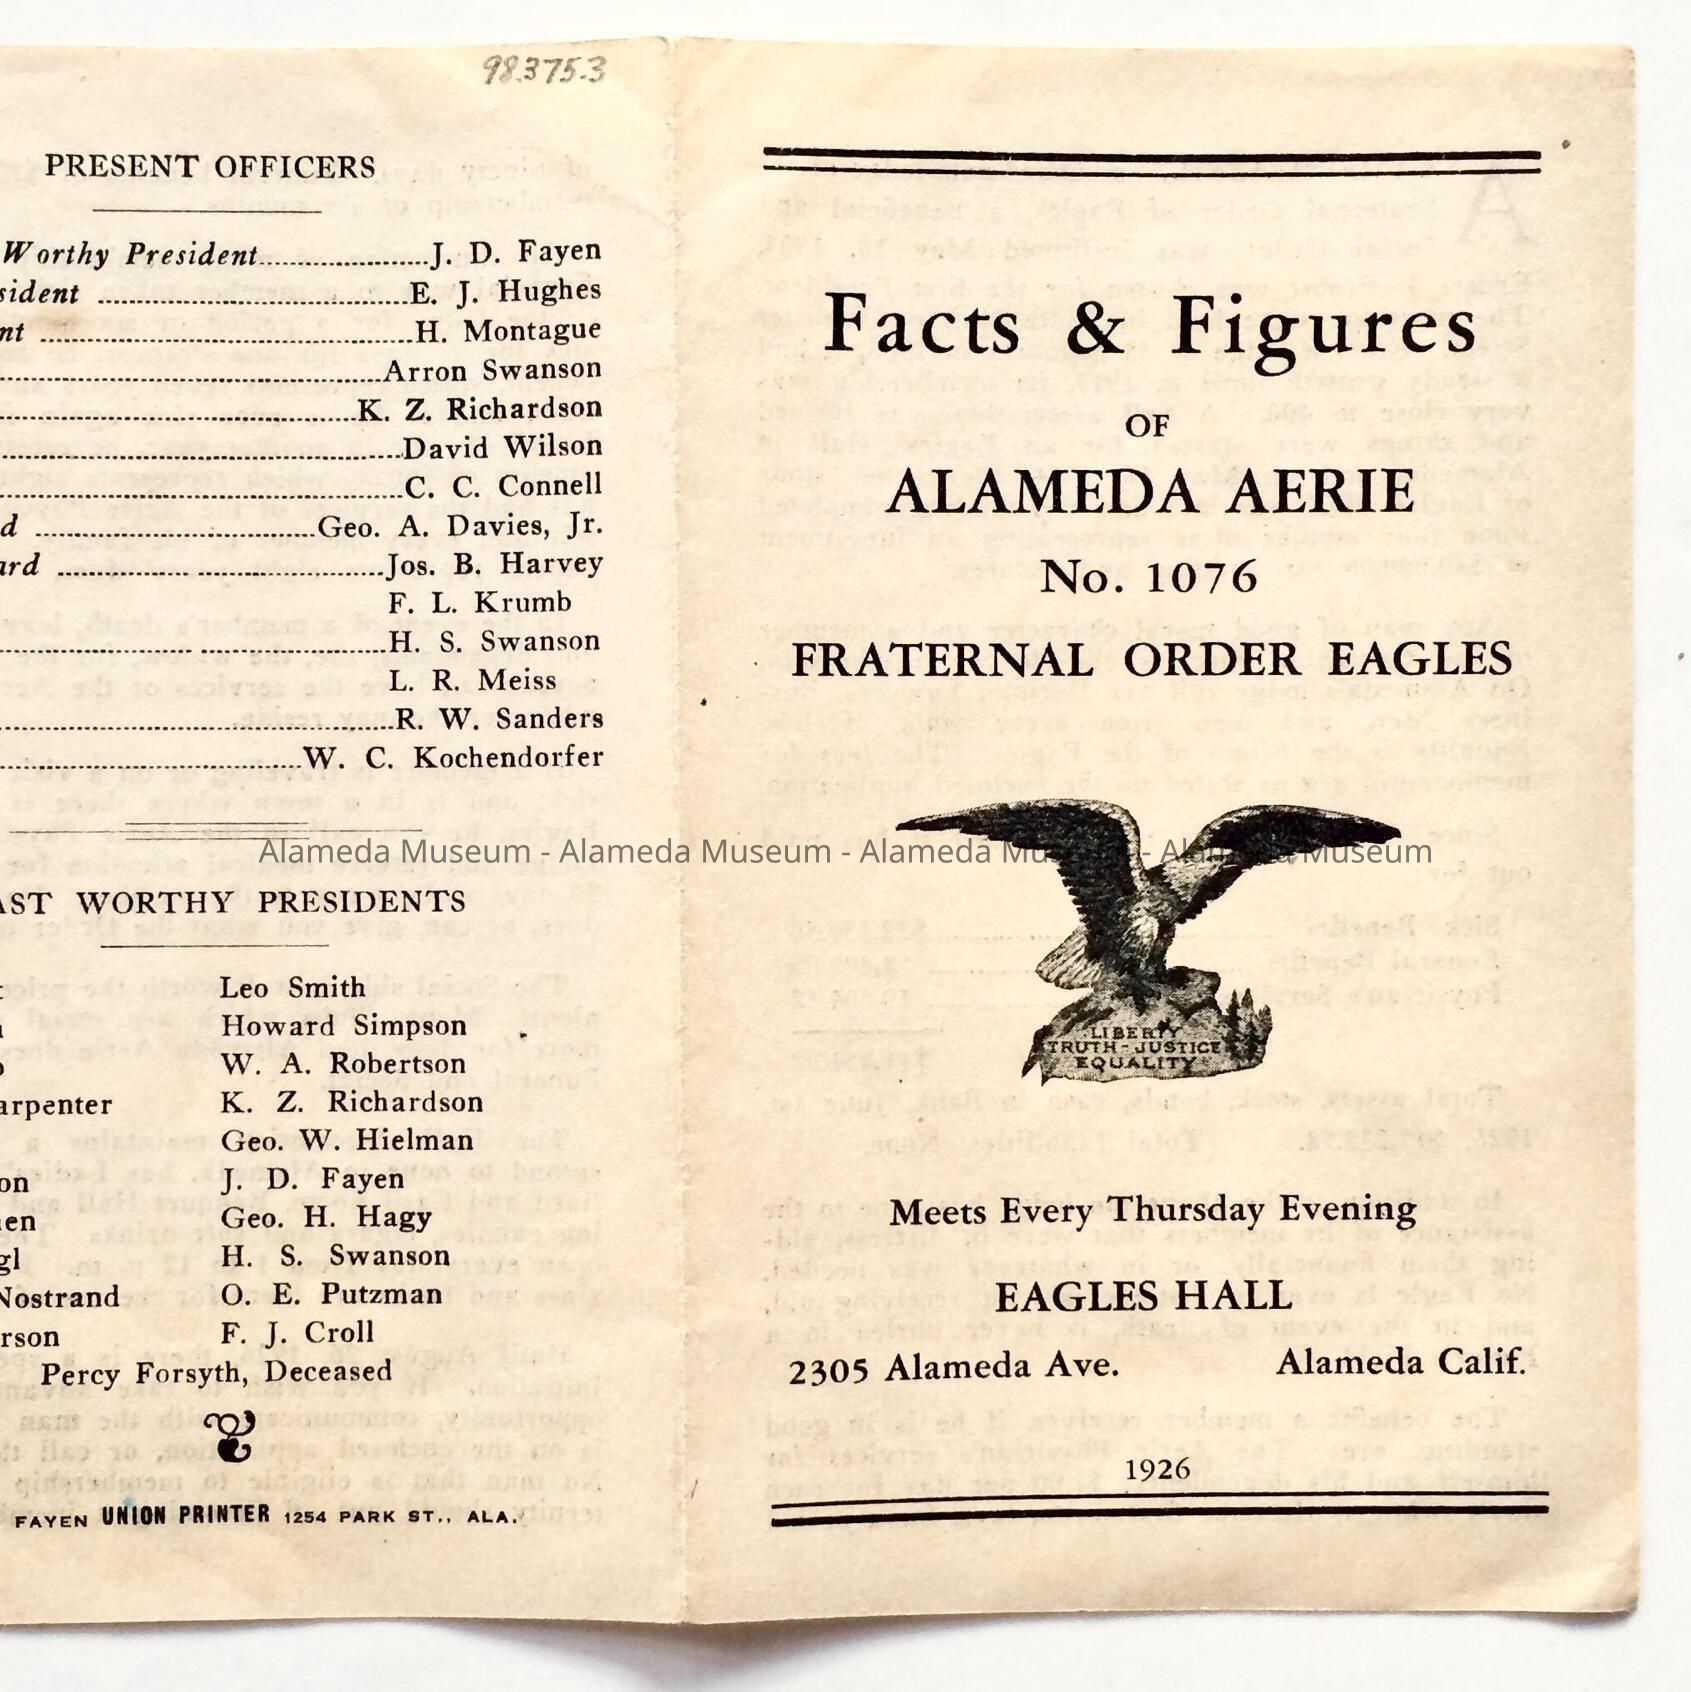 98.375.3
PRESENT OFFICERS
Worthy President....................J. D. Fayen
sident ....................E. J. Hughes
nt ....................H. Montague
....................Arron Swanson
....................K. Z. Richardson
....................David Wilson
....................C. C. Connell
d ....................Geo. A. Davies, Jr.
ard ....................Jos. B. Harvey
F. L. Krumb
....................H. S. Swanson
L. R. Meiss
....................R. W. Sanders
....................W. C. Kochendorfer
AST WORTHY PRESIDENTS
Leo Smith
Howard Simpson
W. A. Robertson
arpenter K. Z. Richardson
Geo. W. Hielman
on J. D. Fayen
en Geo. H. Hagy
gl H. S. Swanson
Nostrand O. E. Putzman
rson F. J. Croll
Percy Forsyth, Deceased
FAYEN UNION PRINTER 1254 PARK ST., ALA.
Facts & Figures
OF
ALAMEDA AERIE
No. 1076
FRATERNAL ORDER EAGLES
LIBERTY
TRUTH - JUSTICE
EQUALITY
Meets Every Thursday Evening
EAGLES HALL
2305 Alameda Ave. Alameda Calif.
1926
Alameda Museum - Alameda Museum - Alameda Museum - Alameda Museum